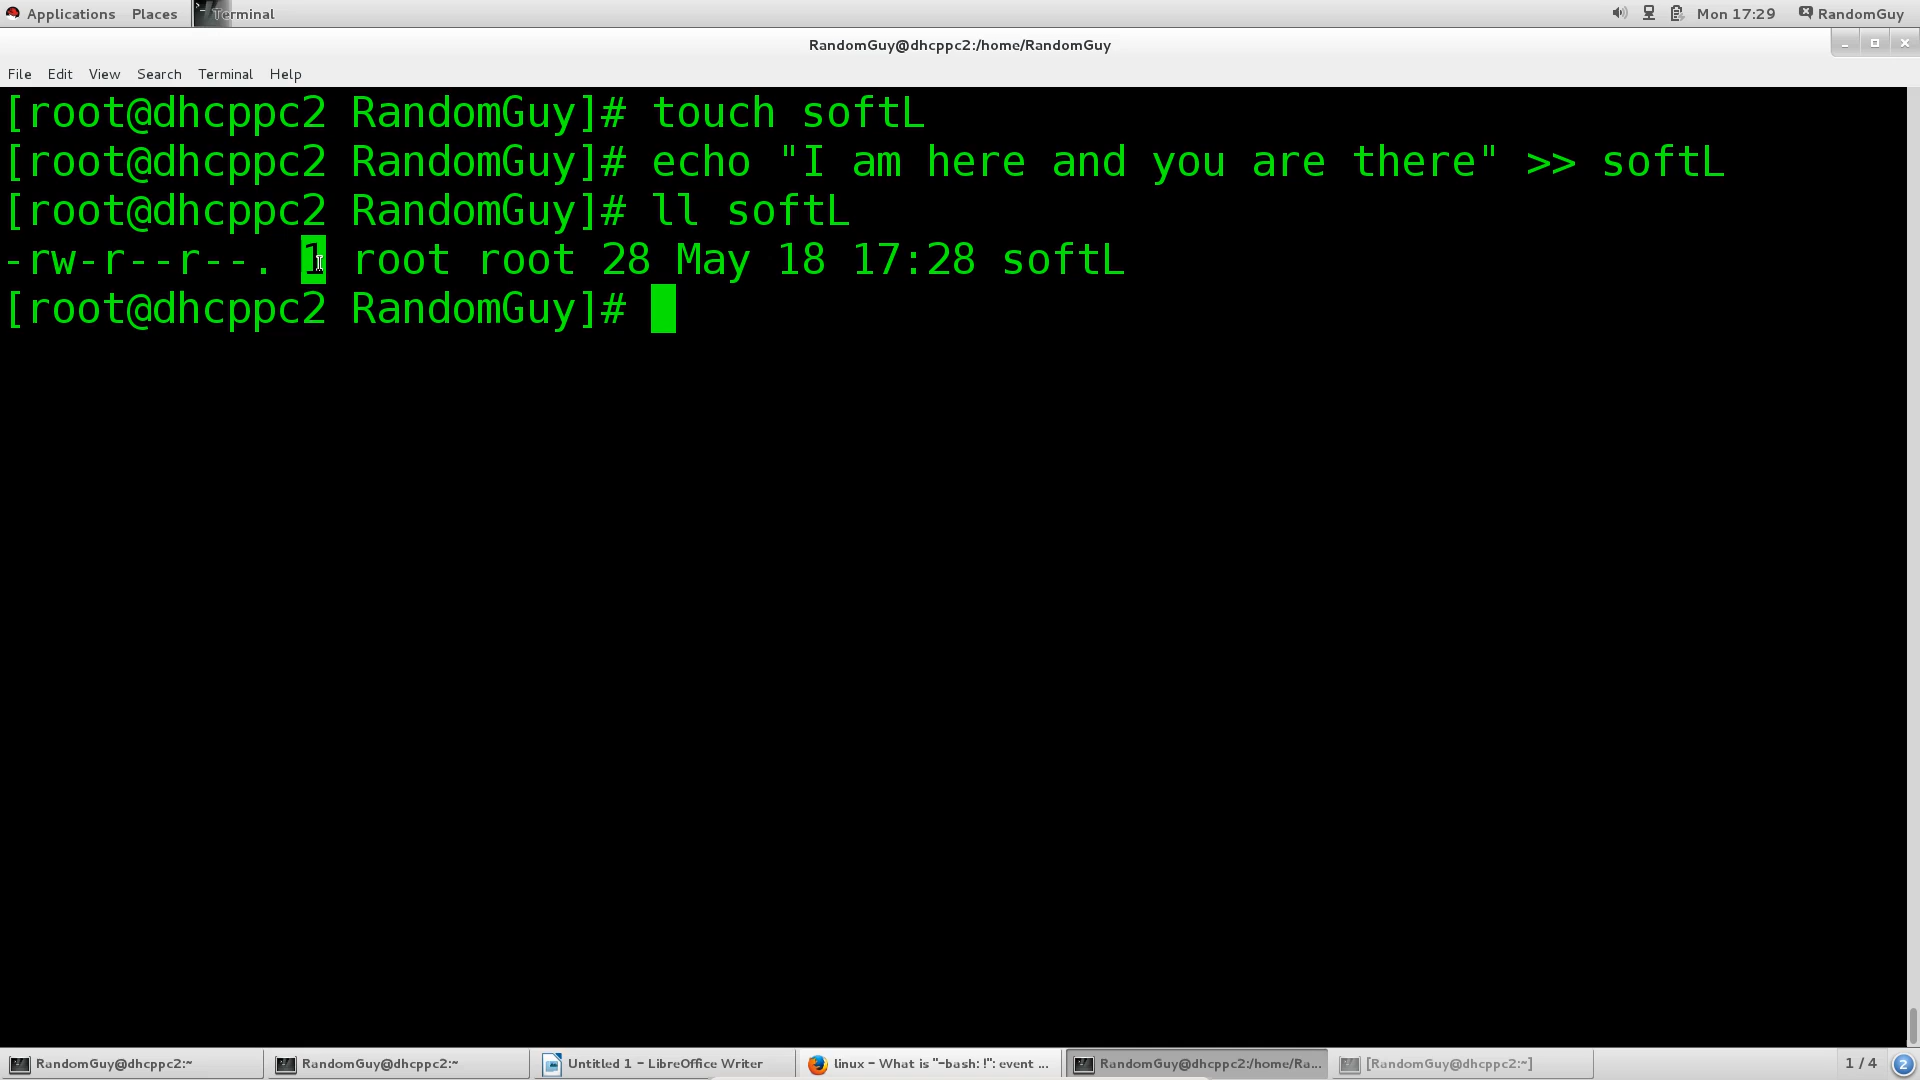 Applications Places Terminal Mon 17:29 RandomGuy
RandomGuy@dhcppc2:/home/RandomGuy
File Edit View Search Terminal Help
[root@dhcppc2 RandomGuy]# touch softL
[root@dhcppc2 RandomGuy]# echo "I am here and you are there" >> softL
[root@dhcppc2 RandomGuy]# ll softL
-rw-r--r--. 1 root root 28 May 18 17:28 softL
[root@dhcppc2 RandomGuy]#
RandomGuy@dhcppc2:~ RandomGuy@dhcppc2:~ Untitled 1 - LibreOffice Writer linux - What is "-bash: !": event ... RandomGuy@dhcppc2:/home/Ra... [RandomGuy@dhcppc2:~] 1 / 4 2